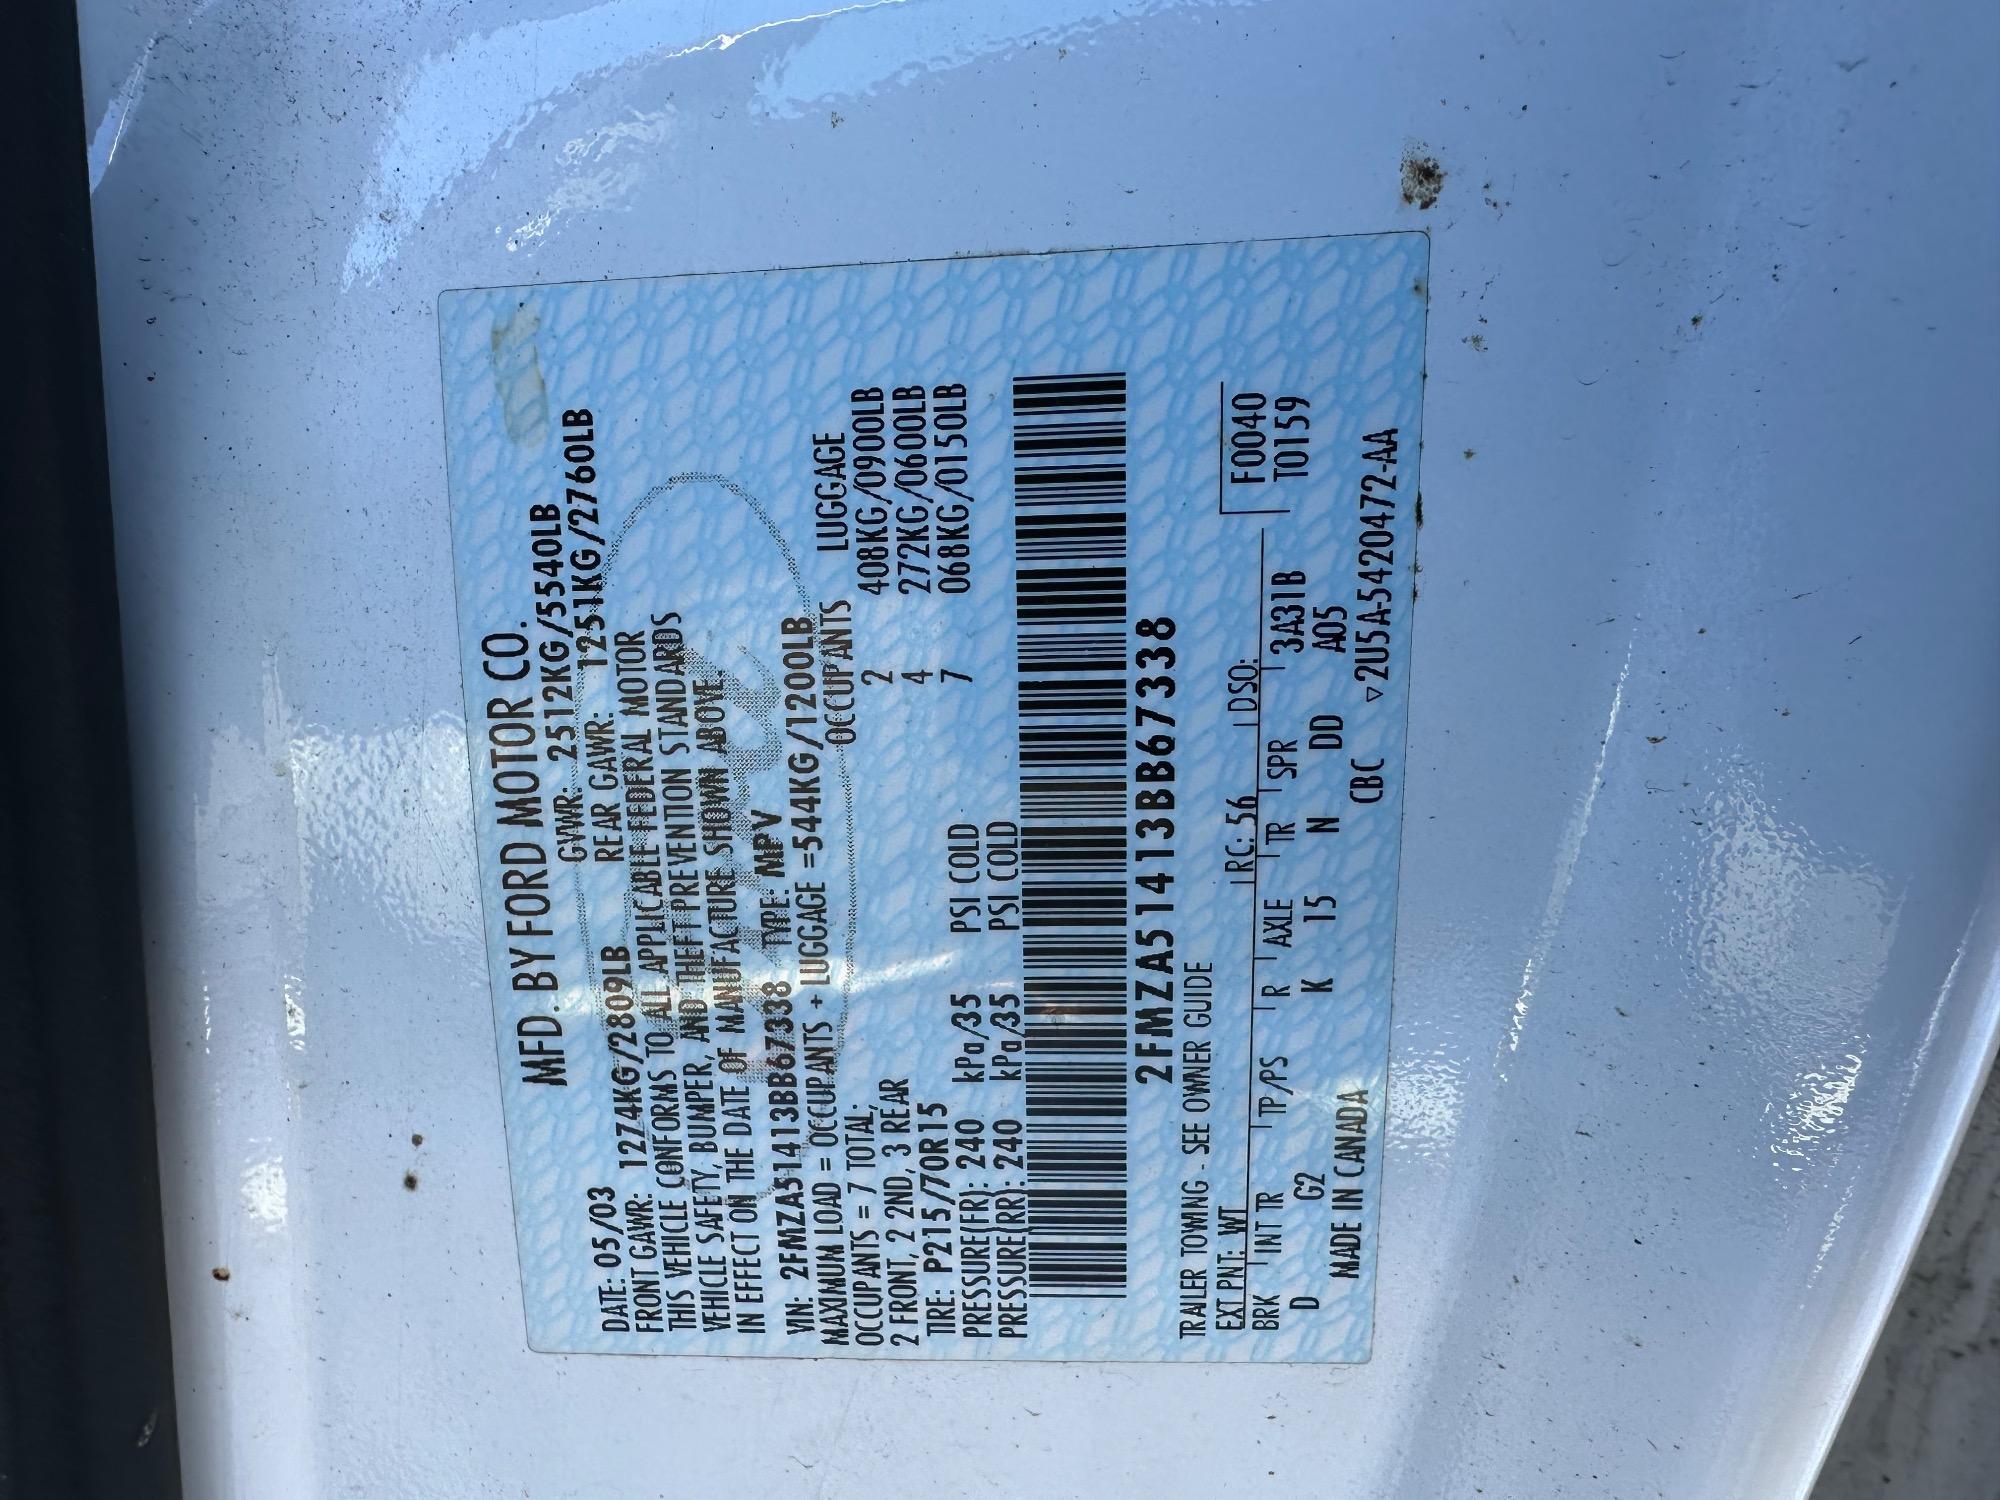 MFD. BY FORD MOTOR CO.
DATE: 05/03 GVWR: 2512KG/5540LB
FRONT GAWR: 1274KG/2809LB REAR GAWR: 1251KG/2760LB
THIS VEHICLE CONFORMS TO ALL APPLICABLE FEDERAL MOTOR
VEHICLE SAFETY, BUMPER, AND THEFT PREVENTION STANDARDS
IN EFFECT ON THE DATE OF MANUFACTURE SHOWN ABOVE.
VIN: 2FMZA51413BB67338 TYPE: MPV
MAXIMUM LOAD = OCCUPANTS + LUGGAGE =544KG/1200LB
OCCUPANTS = 7 TOTAL, OCCUPANTS LUGGAGE
2 FRONT, 2 2ND, 3 REAR 2 408KG/0900LB
TIRE: P215/70R15 4 272KG/0600LB
PRESSURE(FR): 240 kPa/35 PSI COLD 7 068KG/0150LB
PRESSURE(RR): 240 kPa/35 PSI COLD
2FMZA51413BB67338
TRAILER TOWING - SEE OWNER GUIDE
EXT PNT: WT RC: 56 DSO: F0040
BRK INT TR TP/PS R AXLE TR SPR 3A31B T0159
D G2 K 15 N DD A05
MADE IN CANADA CBC ▽2U5A-5420472-AA